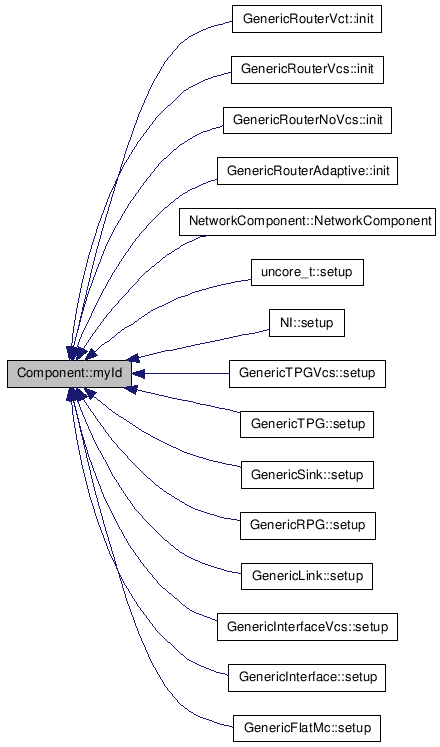 GenericRouterVct::init
GenericRouterVcs::init
GenericRouterNoVcs::init
GenericRouterAdaptive::init
NetworkComponent::NetworkComponent
uncore_t::setup
NI::setup
Component::myId
GenericTPGVcs::setup
GenericTPG::setup
GenericSink::setup
GenericRPG::setup
GenericLink::setup
GenericInterfaceVcs::setup
GenericInterface::setup
GenericFlatMc::setup